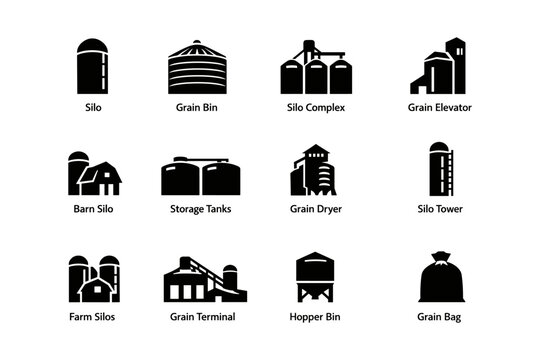 Silo
Grain Bin
Silo Complex
Grain Elevator
Barn Silo
Storage Tanks
Grain Dryer
Silo Tower
Farm Silos
Grain Terminal
Hopper Bin
Grain Bag